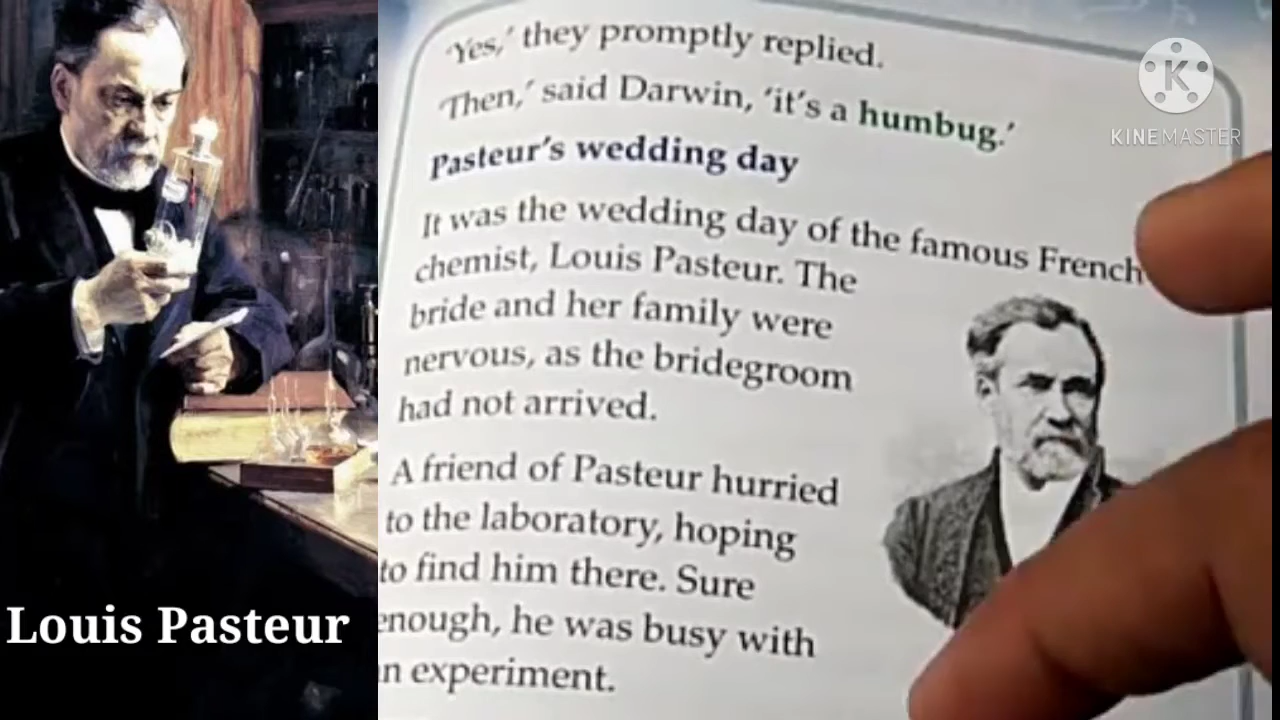 'Yes,' they promptly replied.
'Then,' said Darwin, 'it's a humbug.'
Pasteur's wedding day
It was the wedding day of the famous French
chemist, Louis Pasteur. The
bride and her family were
nervous, as the bridegroom
had not arrived.
A friend of Pasteur hurried
to the laboratory, hoping
to find him there. Sure
enough, he was busy with
n experiment.
Louis Pasteur
K
KINEMASTER